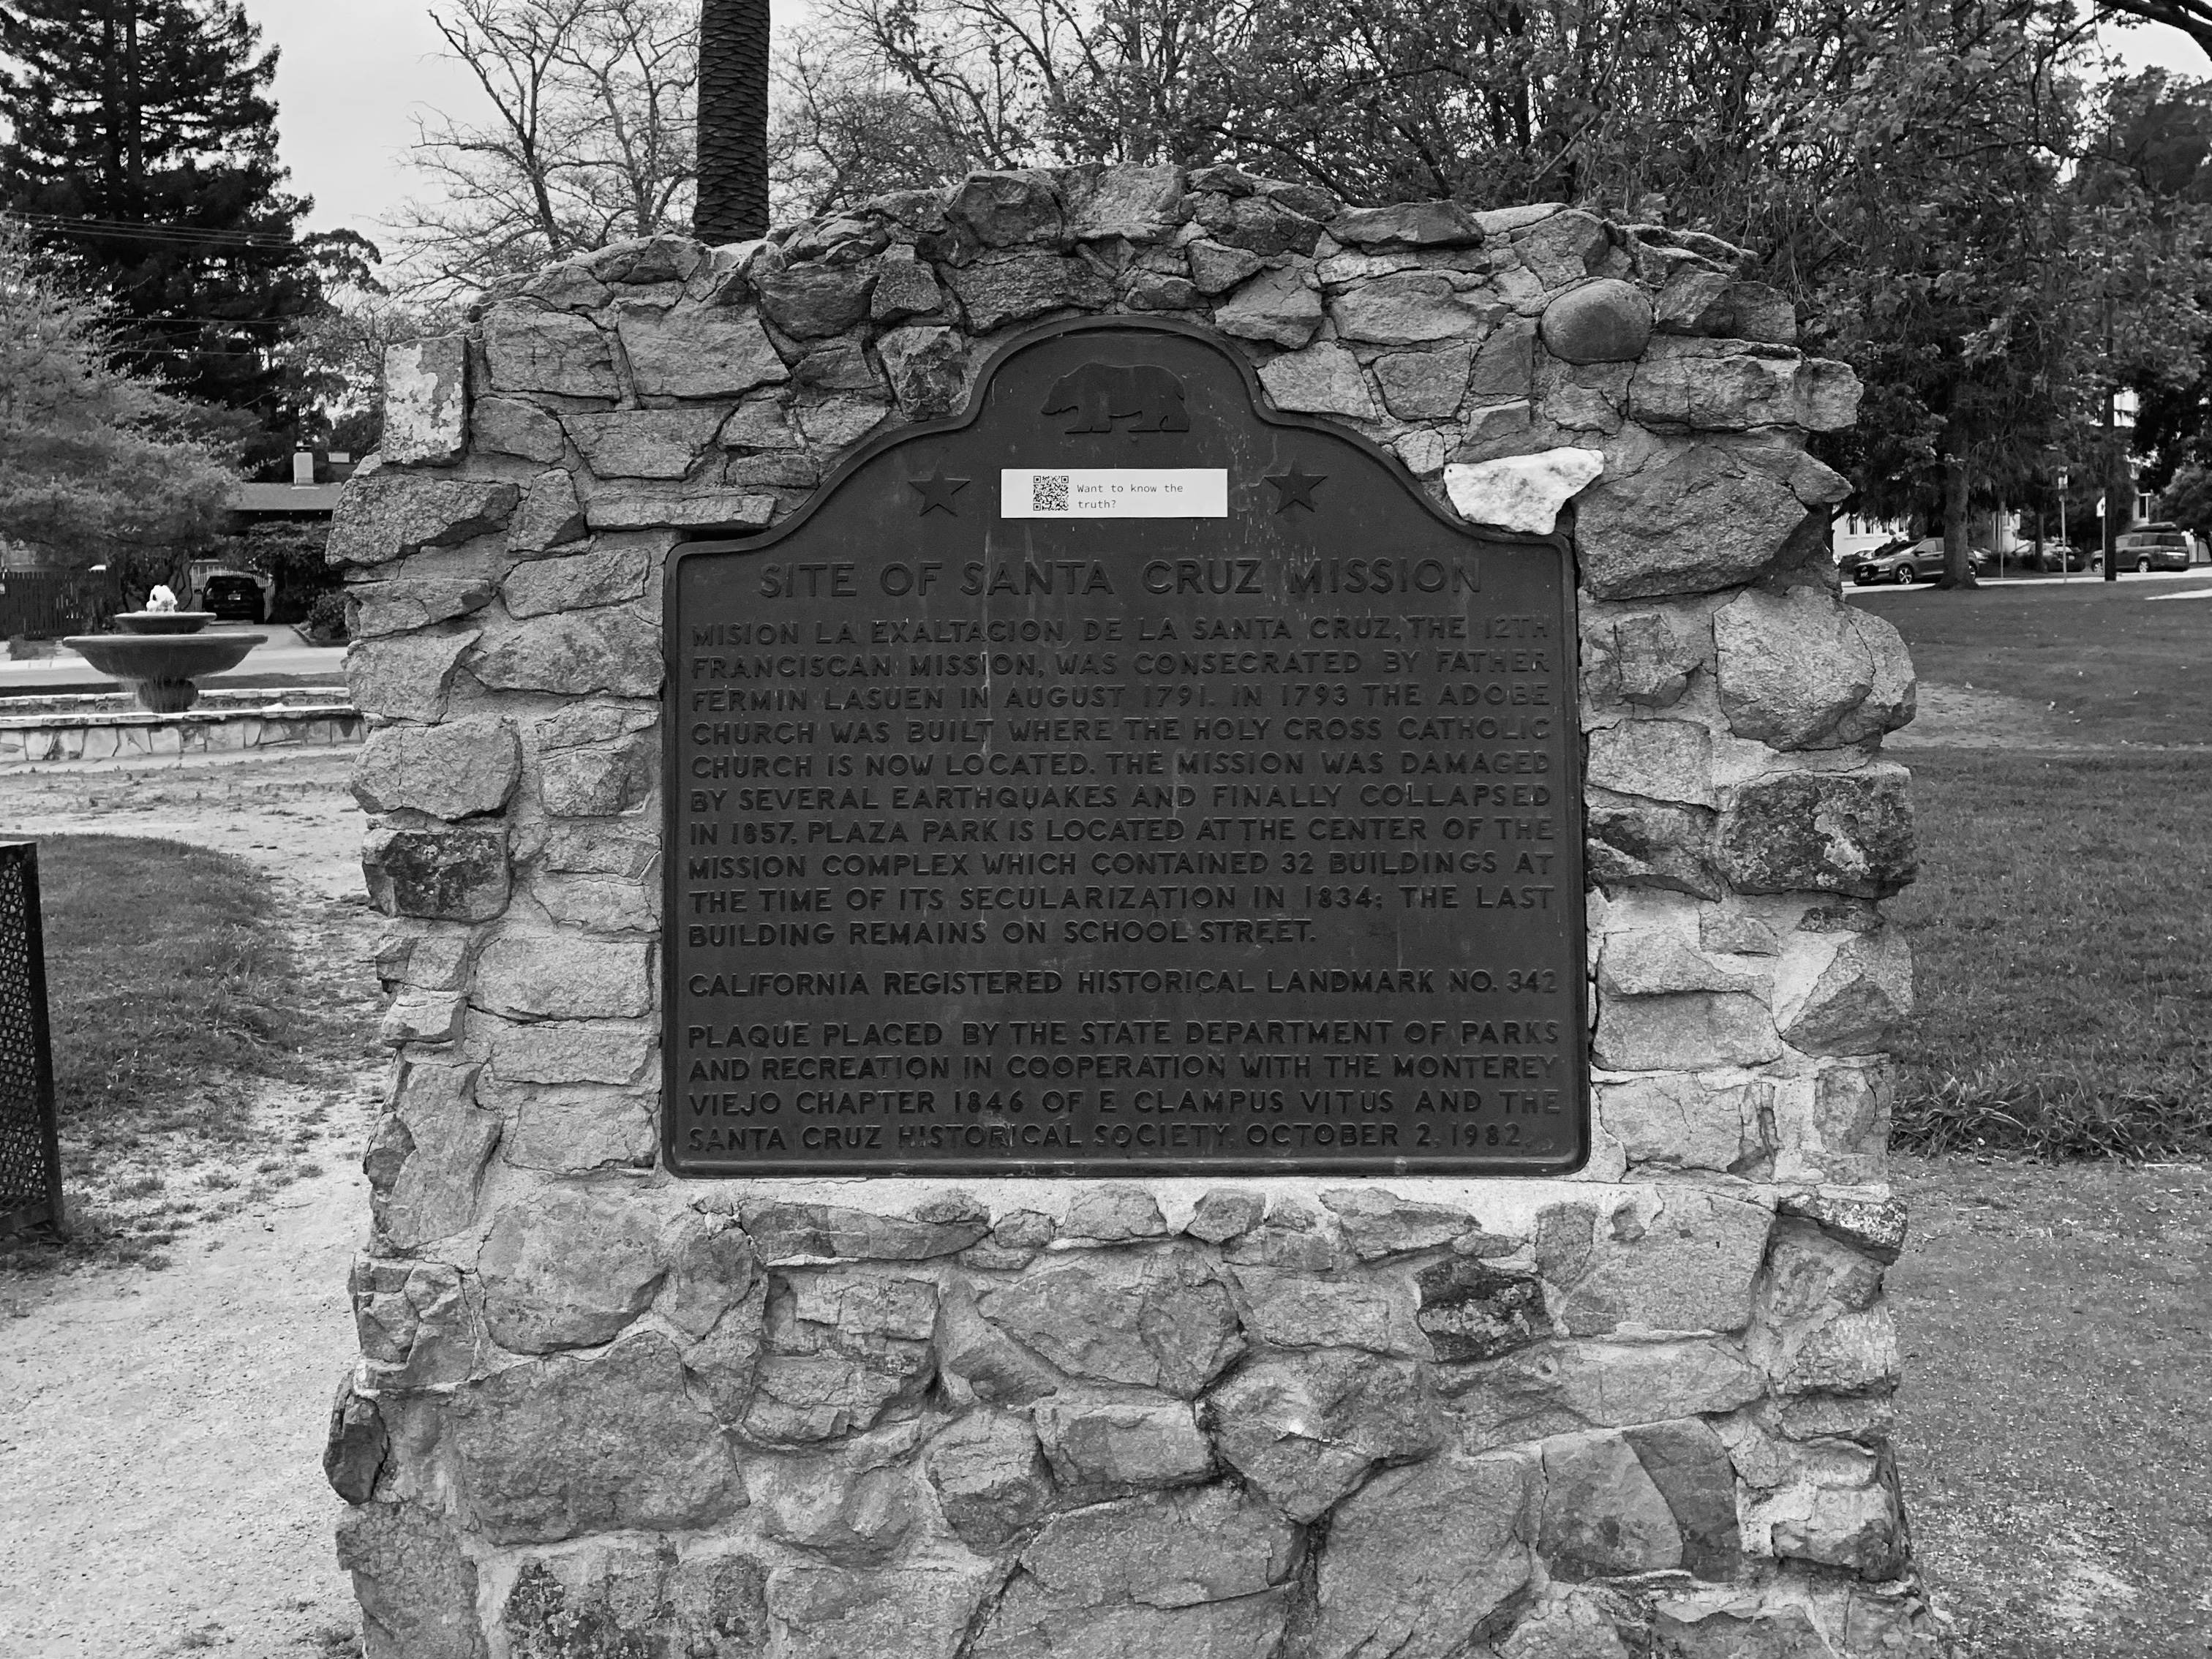 Want to know the
truth?
SITE OF SANTA CRUZ MISSION
MISION LA EXALTACION DE LA SANTA CRUZ, THE 12TH
FRANCISCAN MISSION, WAS CONSECRATED BY FATHER
FERMIN LASUEN IN AUGUST 1791. IN 1793 THE ADOBE
CHURCH WAS BUILT WHERE THE HOLY CROSS CATHOLIC
CHURCH IS NOW LOCATED. THE MISSION WAS DAMAGED
BY SEVERAL EARTHQUAKES AND FINALLY COLLAPSED
IN 1857. PLAZA PARK IS LOCATED AT THE CENTER OF THE
MISSION COMPLEX WHICH CONTAINED 32 BUILDINGS AT
THE TIME OF ITS SECULARIZATION IN 1834; THE LAST
BUILDING REMAINS ON SCHOOL STREET.
CALIFORNIA REGISTERED HISTORICAL LANDMARK NO. 342
PLAQUE PLACED BY THE STATE DEPARTMENT OF PARKS
AND RECREATION IN COOPERATION WITH THE MONTEREY
VIEJO CHAPTER 1846 OF E CLAMPUS VITUS AND THE
SANTA CRUZ HISTORICAL SOCIETY. OCTOBER 2, 1982.